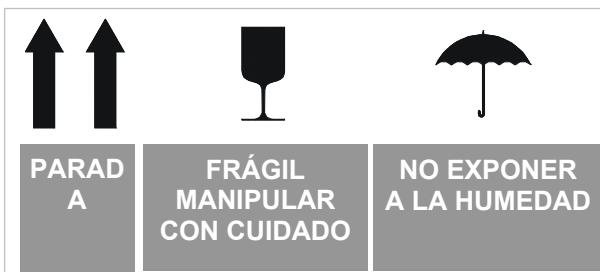 PARAD
A
FRÁGIL
MANIPULAR
CON CUIDADO
NO EXPONER
A LA HUMEDAD